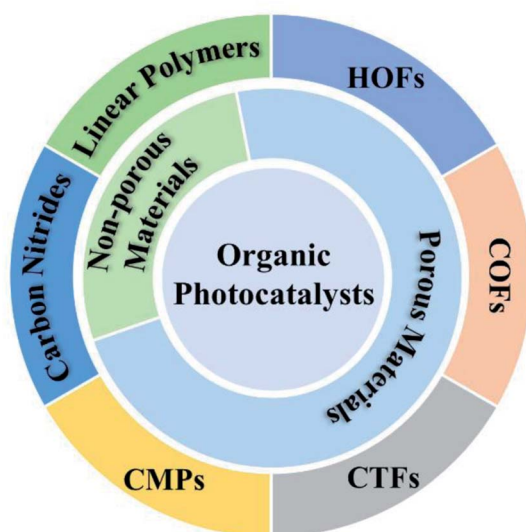 Linear Polymers
HOFs
Carbon Nitrides
Non-porous
Materials
Organic
Photocatalysts
Porous Materials
COFs
CMPs
CTFs